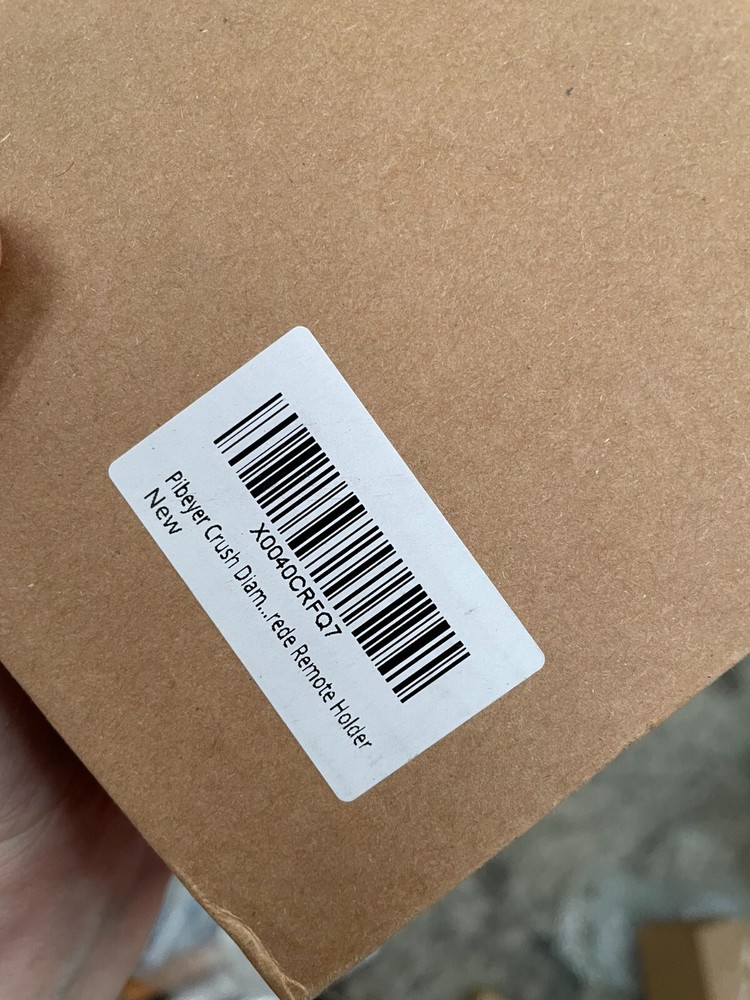 X0040CRFQ7
Pibeyer Crush Diam...rede Remote Holder
New